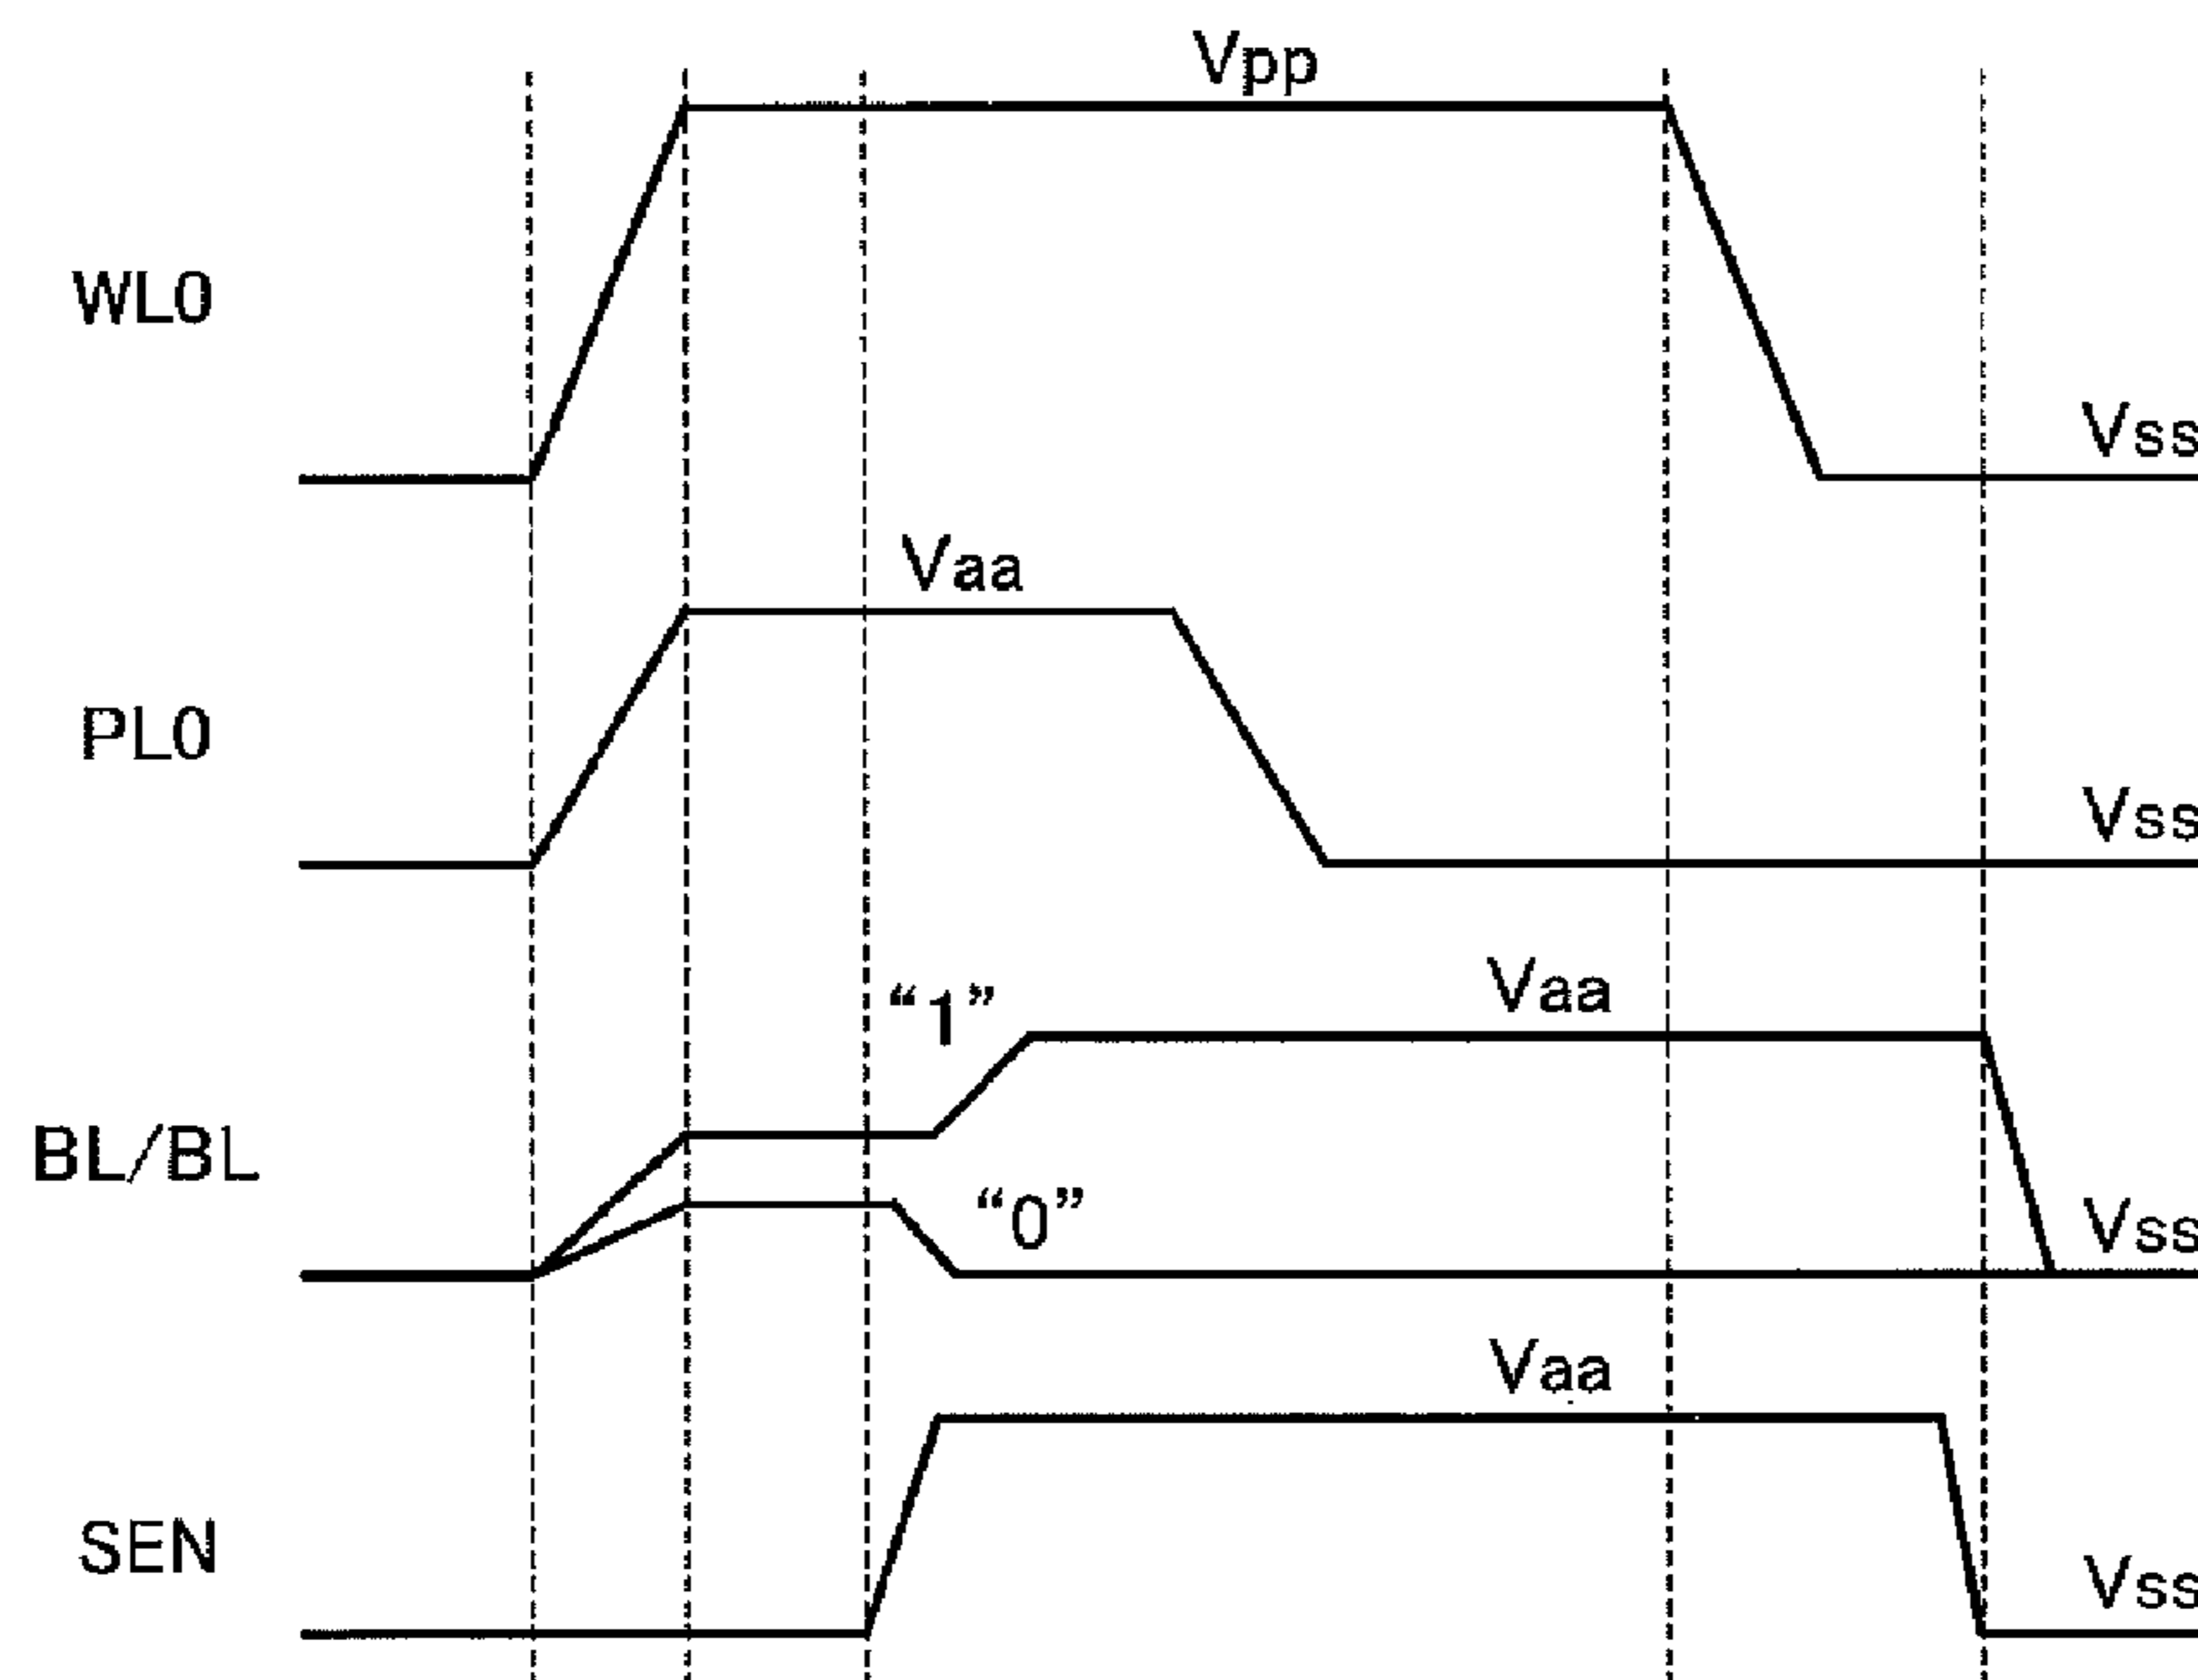 Vpp
WL0
Vss
Vaa
PL0
Vss
“1”
Vaa
BL/BL
“0”
Vss
Vaa
SEN
Vss